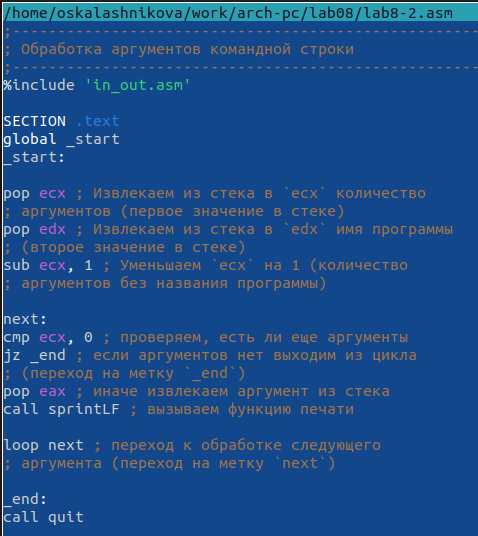 /home/oskalashnikova/work/arch-pc/lab08/lab8-2.asm
;--------------------------------------------------
; Обработка аргументов командной строки
;--------------------------------------------------
%include 'in_out.asm'
SECTION .text
global _start
_start:
pop ecx ; Извлекаем из стека в `ecx` количество
; аргументов (первое значение в стеке)
pop edx ; Извлекаем из стека в `edx` имя программы
; (второе значение в стеке)
sub ecx, 1 ; Уменьшаем `ecx` на 1 (количество
; аргументов без названия программы)
next:
cmp ecx, 0 ; проверяем, есть ли еще аргументы
jz _end ; если аргументов нет выходим из цикла
; (переход на метку `_end`)
pop eax ; иначе извлекаем аргумент из стека
call sprintLF ; вызываем функцию печати
loop next ; переход к обработке следующего
; аргумента (переход на метку `next`)
_end:
call quit